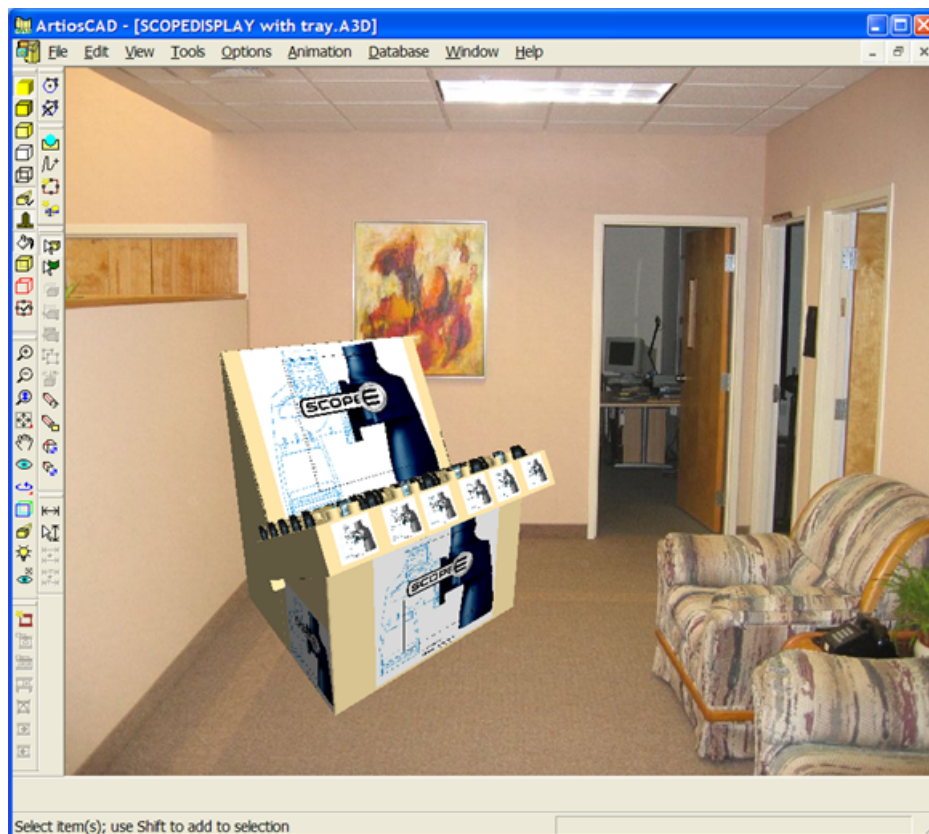 ArtiosCAD - [SCOPEDISPLAY with tray.A3D]
File Edit View Tools Options Animation Database Window Help
SCOPE
SCOPE
Select item(s); use Shift to add to selection